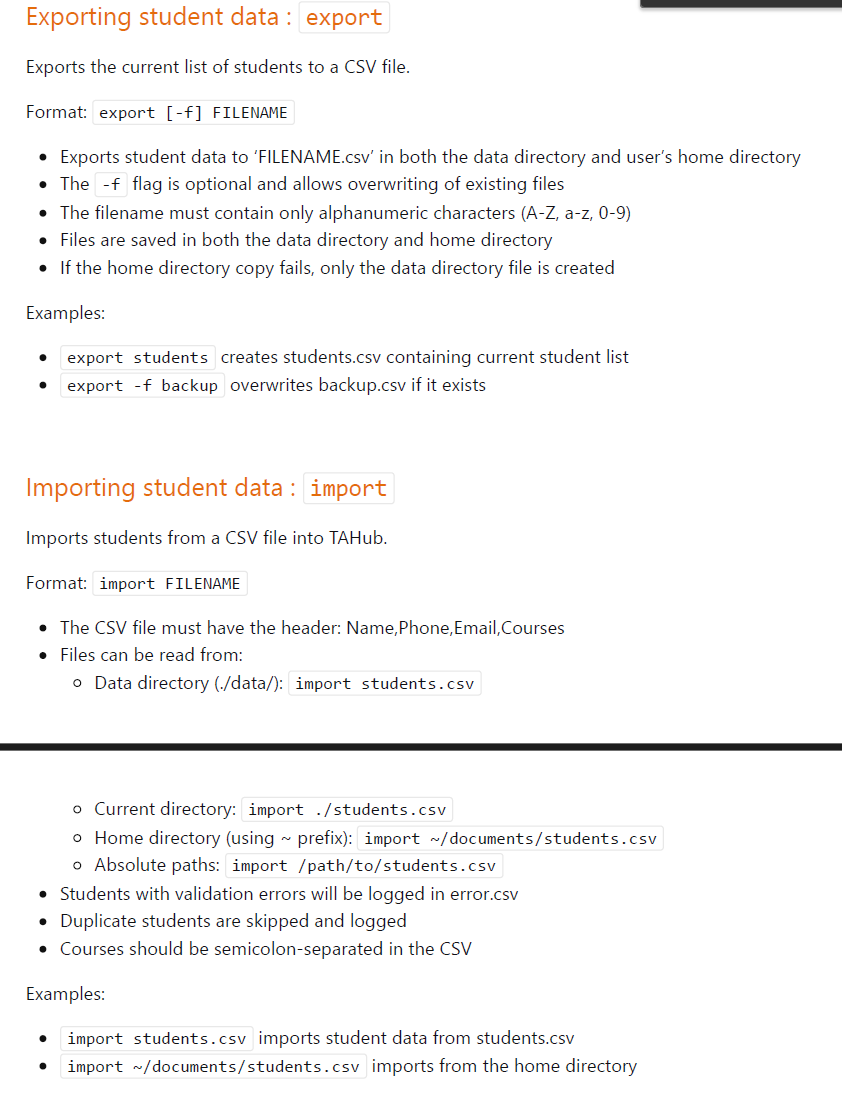 Exporting student data : export
Exports the current list of students to a CSV file.
Format: export [-f] FILENAME
Exports student data to ‘FILENAME.csv’ in both the data directory and user’s home directory
The -f flag is optional and allows overwriting of existing files
The filename must contain only alphanumeric characters (A-Z, a-z, 0-9)
Files are saved in both the data directory and home directory
If the home directory copy fails, only the data directory file is created
Examples:
export students creates students.csv containing current student list
export -f backup overwrites backup.csv if it exists
Importing student data : import
Imports students from a CSV file into TAHub.
Format: import FILENAME
The CSV file must have the header: Name,Phone,Email,Courses
Files can be read from:
Data directory (./data/): import students.csv
Current directory: import ./students.csv
Home directory (using ~ prefix): import ~/documents/students.csv
Absolute paths: import /path/to/students.csv
Students with validation errors will be logged in error.csv
Duplicate students are skipped and logged
Courses should be semicolon-separated in the CSV
Examples:
import students.csv imports student data from students.csv
import ~/documents/students.csv imports from the home directory